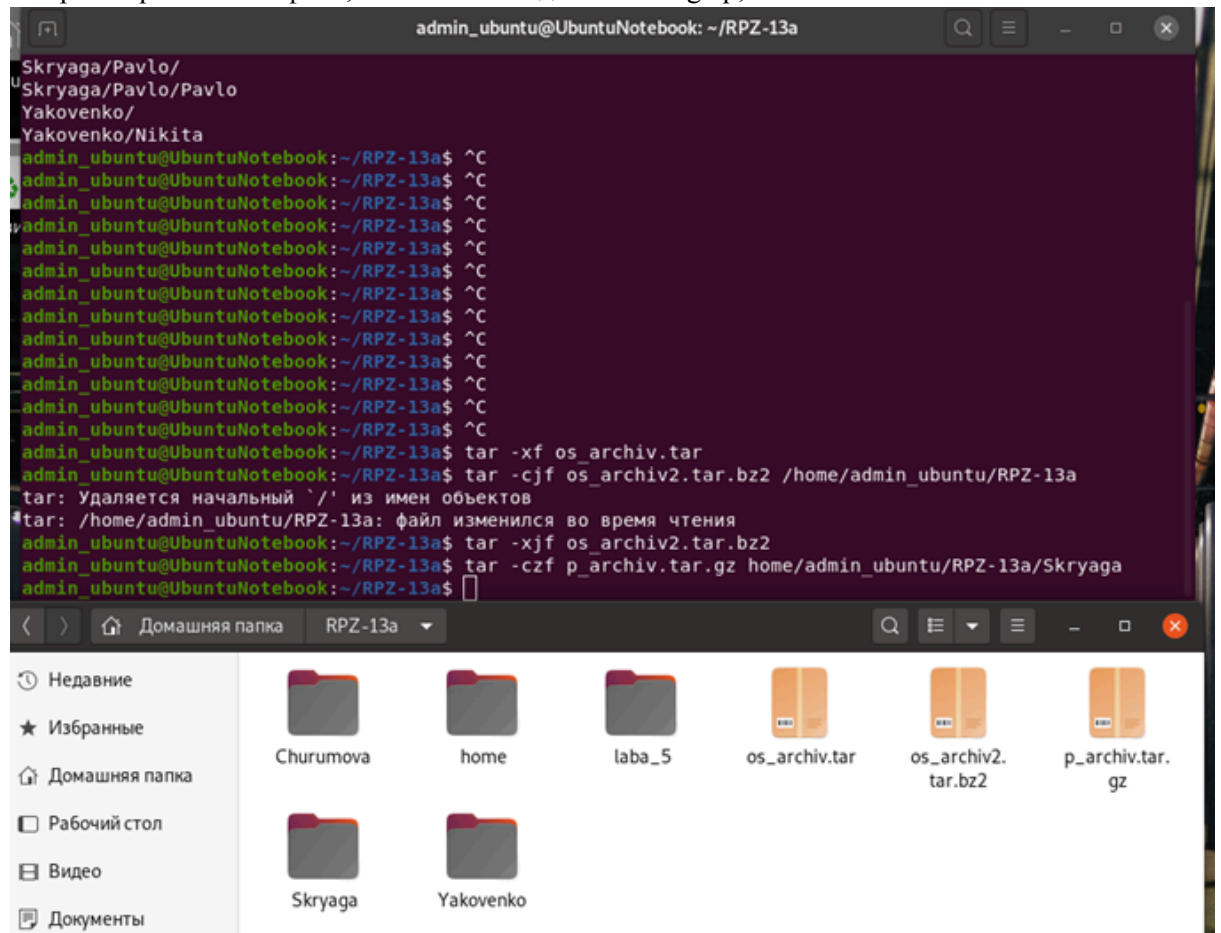 admin_ubuntu@UbuntuNotebook: ~/RPZ-13a
Skryaga/Pavlo/
Skryaga/Pavlo/Pavlo
Yakovenko/
Yakovenko/Nikita
admin_ubuntu@UbuntuNotebook:~/RPZ-13a$ ^C
admin_ubuntu@UbuntuNotebook:~/RPZ-13a$ ^C
admin_ubuntu@UbuntuNotebook:~/RPZ-13a$ ^C
admin_ubuntu@UbuntuNotebook:~/RPZ-13a$ ^C
admin_ubuntu@UbuntuNotebook:~/RPZ-13a$ ^C
admin_ubuntu@UbuntuNotebook:~/RPZ-13a$ ^C
admin_ubuntu@UbuntuNotebook:~/RPZ-13a$ ^C
admin_ubuntu@UbuntuNotebook:~/RPZ-13a$ ^C
admin_ubuntu@UbuntuNotebook:~/RPZ-13a$ ^C
admin_ubuntu@UbuntuNotebook:~/RPZ-13a$ ^C
admin_ubuntu@UbuntuNotebook:~/RPZ-13a$ ^C
admin_ubuntu@UbuntuNotebook:~/RPZ-13a$ ^C
admin_ubuntu@UbuntuNotebook:~/RPZ-13a$ ^C
admin_ubuntu@UbuntuNotebook:~/RPZ-13a$ tar -xf os_archiv.tar
admin_ubuntu@UbuntuNotebook:~/RPZ-13a$ tar -cjf os_archiv2.tar.bz2 /home/admin_ubuntu/RPZ-13a
tar: Удаляется начальный `/' из имен объектов
tar: /home/admin_ubuntu/RPZ-13a: файл изменился во время чтения
admin_ubuntu@UbuntuNotebook:~/RPZ-13a$ tar -xjf os_archiv2.tar.bz2
admin_ubuntu@UbuntuNotebook:~/RPZ-13a$ tar -czf p_archiv.tar.gz home/admin_ubuntu/RPZ-13a/Skryaga
admin_ubuntu@UbuntuNotebook:~/RPZ-13a$
Домашняя папка RPZ-13a
Недавние
Избранные
Домашняя папка
Рабочий стол
Видео
Документы
Churumova
home
laba_5
os_archiv.tar
os_archiv2.
tar.bz2
p_archiv.tar.
gz
Skryaga
Yakovenko